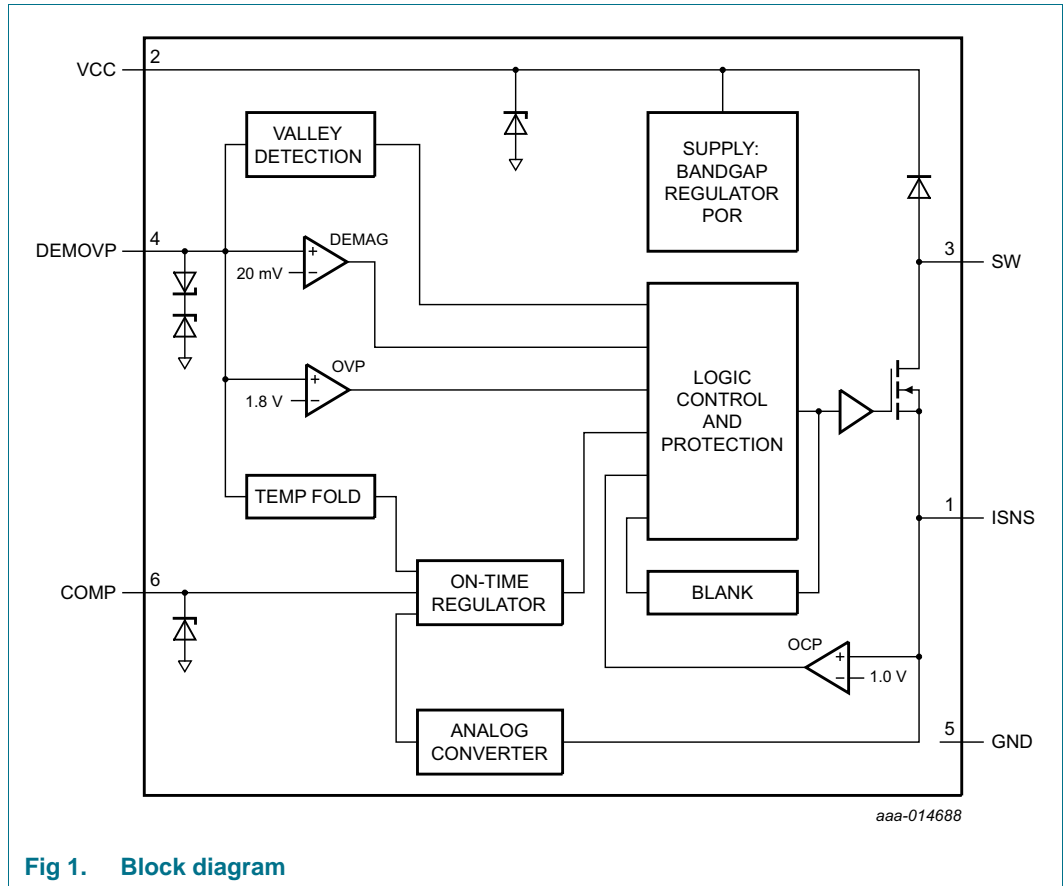 2
VCC
VALLEY
DETECTION
SUPPLY:
BANDGAP
REGULATOR
POR
4
DEMOVP
DEMAG
+
20 mV
−
3
SW
OVP
+
1.8 V
−
LOGIC
CONTROL
AND
PROTECTION
TEMP FOLD
1
ISNS
6
COMP
ON-TIME
REGULATOR
BLANK
OCP
+
−
1.0 V
ANALOG
CONVERTER
5
GND
aaa-014688
Fig 1. Block diagram